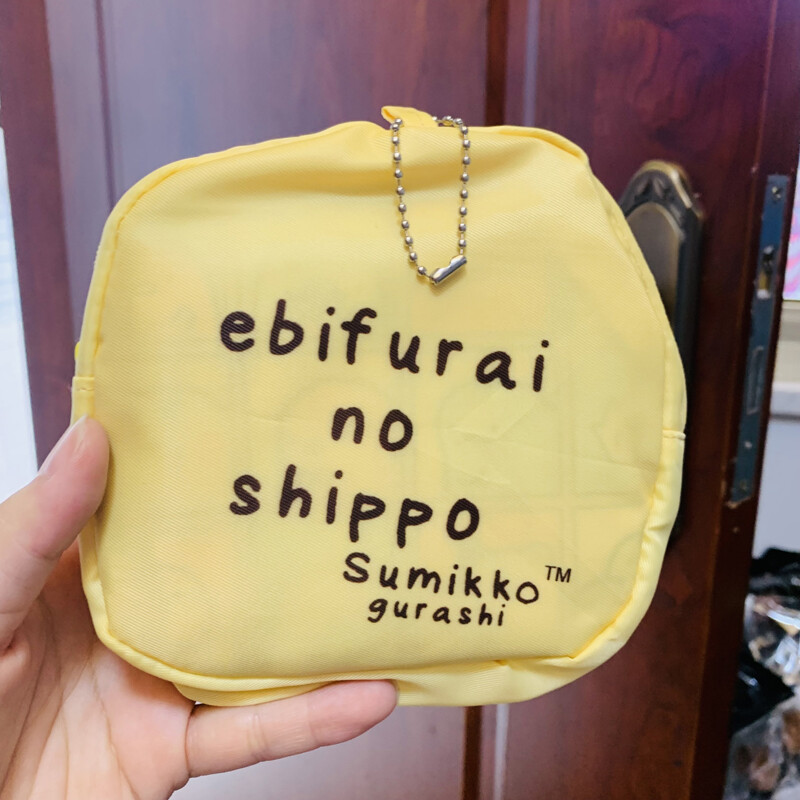 ebifurai
no
shippo
Sumikko™
gurashi